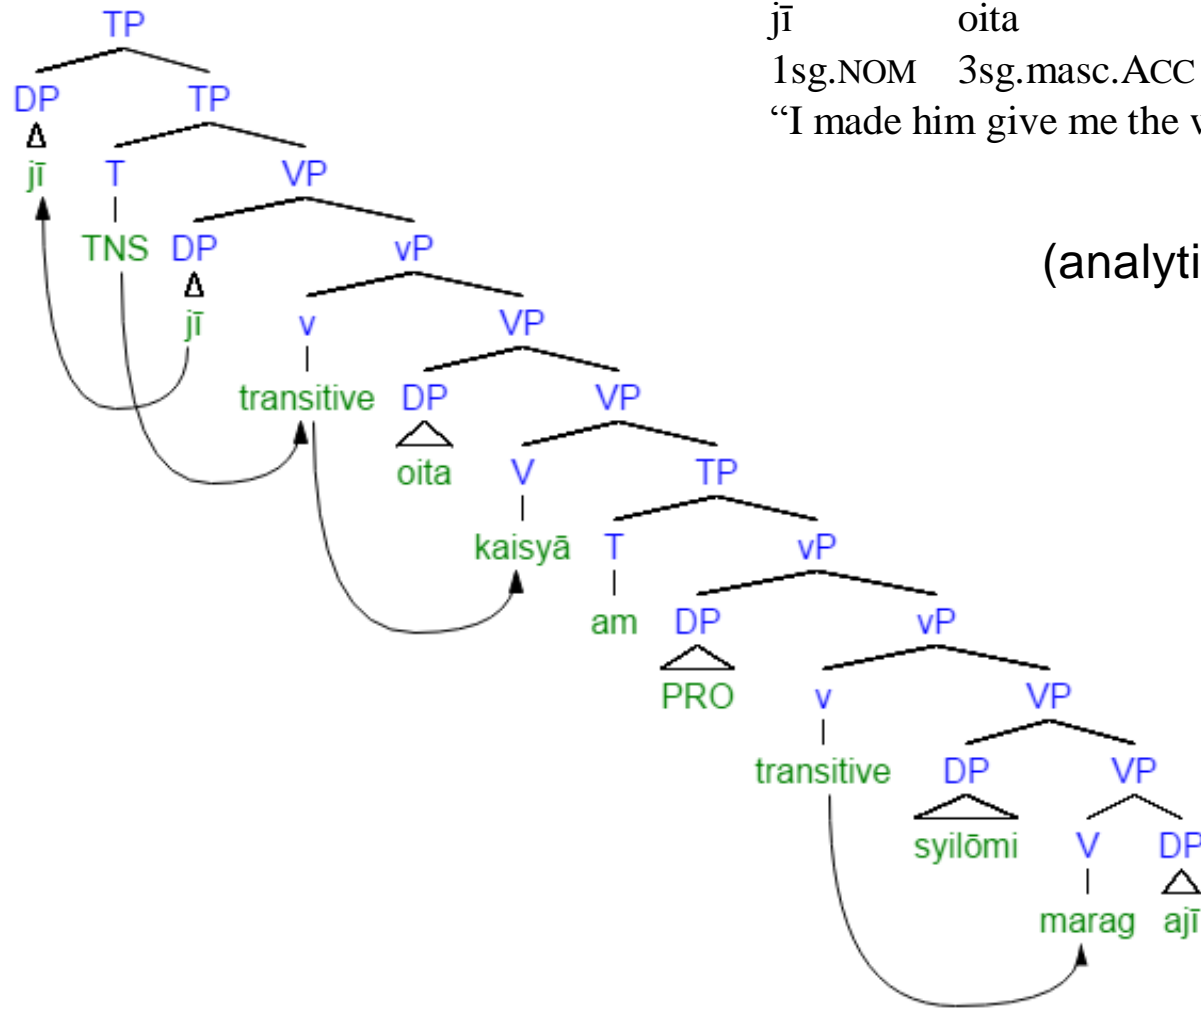 jī oita
1sg.NOM 3sg.masc.ACC
“I made him give me the
(analyti
TP
DP TP
jī T VP
TNS DP vP
jī v VP
transitive DP VP
oita V TP
kaisyā T vP
am DP vP
PRO v VP
transitive DP VP
syilōmi V DP
marag ajī